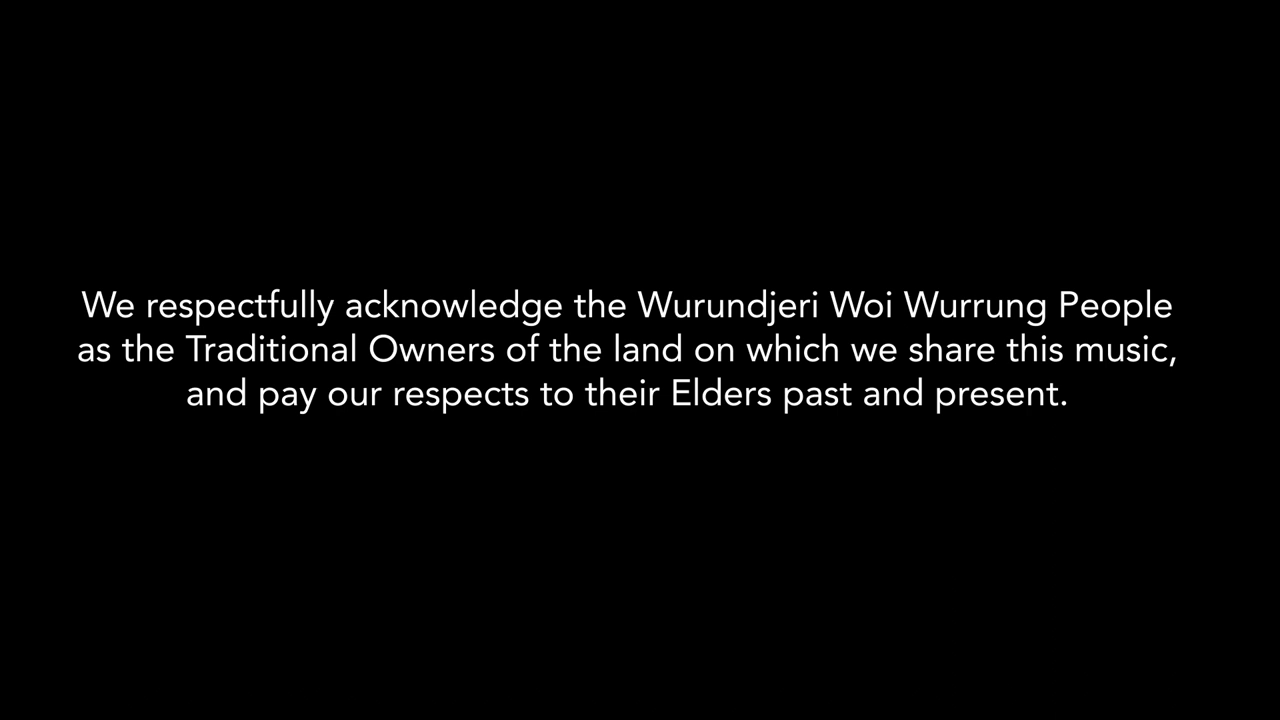 We respectfully acknowledge the Wurundjeri Woi Wurrung People
as the Traditional Owners of the land on which we share this music,
and pay our respects to their Elders past and present.